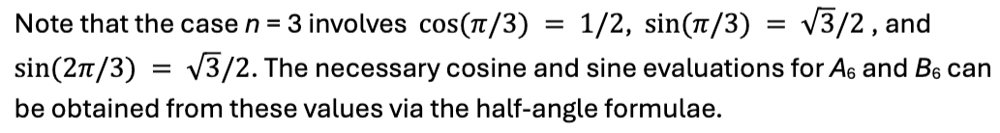 Note that the case n = 3 involves cos(π/3) = 1/2, sin(π/3) = √3/2 , and
sin(2π/3) = √3/2. The necessary cosine and sine evaluations for A₆ and B₆ can
be obtained from these values via the half-angle formulae.